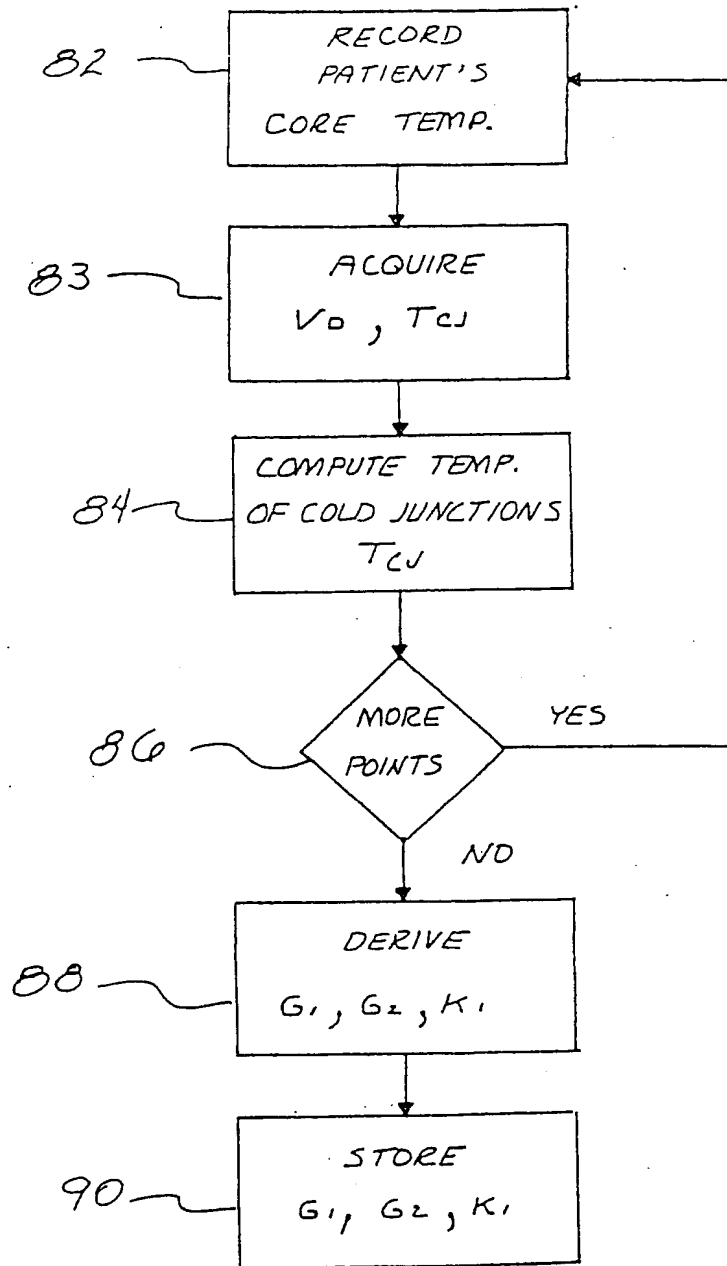 82
RECORD
PATIENT'S
CORE TEMP.
83
ACQUIRE
VD, TCJ
84
COMPUTE TEMP.
OF COLD JUNCTIONS
TCJ
86
MORE
POINTS
YES
NO
88
DERIVE
G1, G2, K1
90
STORE
G1, G2, K1